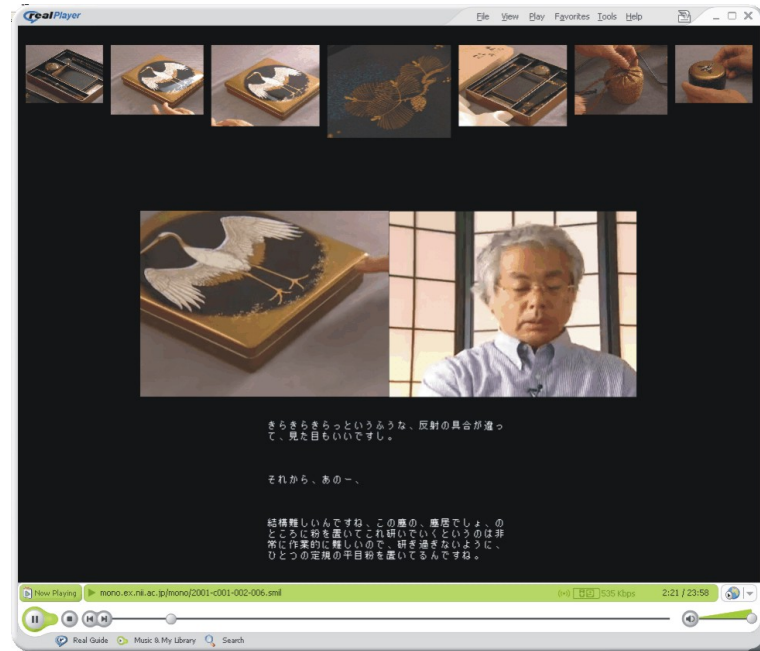 realPlayer
File View Play Favorites Tools Help
きらきらきらっというふうな、反射の具合が違っ
て、見た目もいいですし。
それから、あのー、
結構難しいんですね、この塵の、塵居でしょ、の
ところに粉を置いてこれ研いでいくというのは非
常に作業的に難しいので、研ぎ過ぎないように、
ひとつの定規の平目粉を置いてるんですね。
Now Playing mono.ex.nii.ac.jp/mono/2001-c001-002-006.smil 535 Kbps 2:21 / 23:58
Real Guide Music & My Library Search